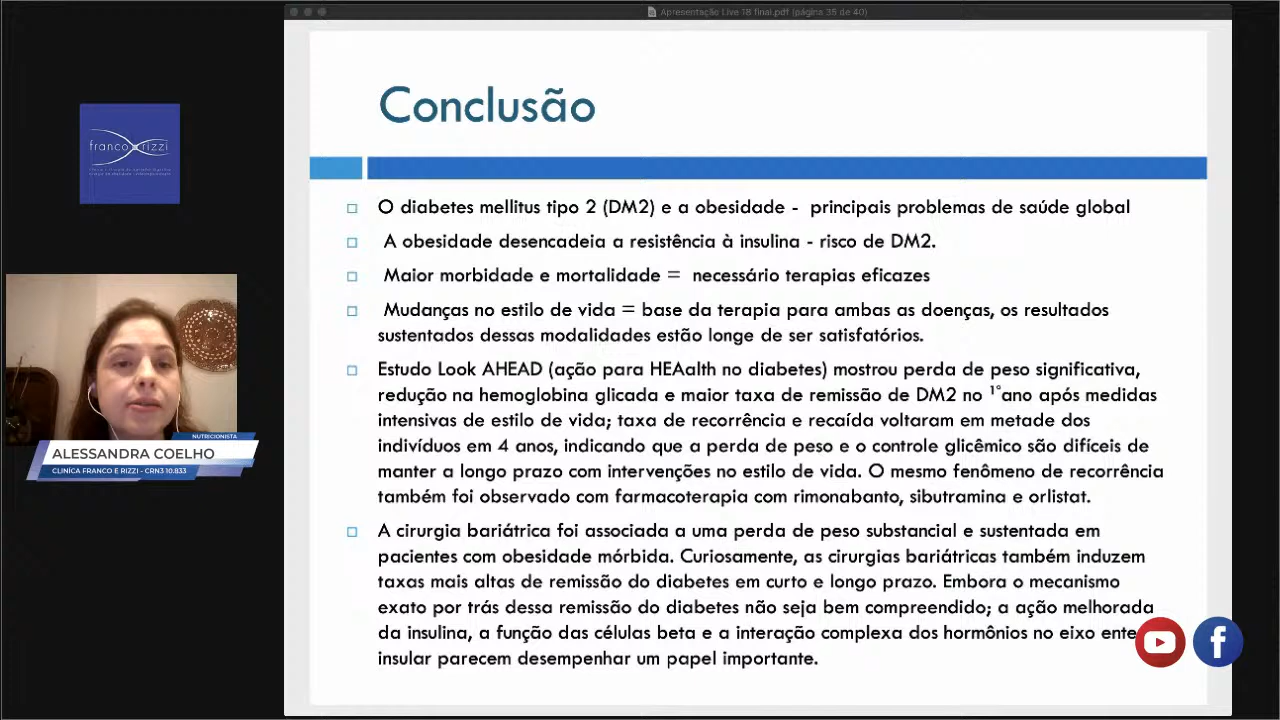 Apresentação Live 18 final.pdf (página 35 de 40)
Conclusão
franco rizzi
O diabetes mellitus tipo 2 (DM2) e a obesidade - principais problemas de saúde global
A obesidade desencadeia a resistência à insulina - risco de DM2.
Maior morbidade e mortalidade = necessário terapias eficazes
Mudanças no estilo de vida = base da terapia para ambas as doenças, os resultados
sustentados dessas modalidades estão longe de ser satisfatórios.
Estudo Look AHEAD (ação para HEAalth no diabetes) mostrou perda de peso significativa,
redução na hemoglobina glicada e maior taxa de remissão de DM2 no 1°ano após medidas
intensivas de estilo de vida; taxa de recorrência e recaída voltaram em metade dos
indivíduos em 4 anos, indicando que a perda de peso e o controle glicêmico são difíceis de
manter a longo prazo com intervenções no estilo de vida. O mesmo fenômeno de recorrência
também foi observado com farmacoterapia com rimonabanto, sibutramina e orlistat.
A cirurgia bariátrica foi associada a uma perda de peso substancial e sustentada em
pacientes com obesidade mórbida. Curiosamente, as cirurgias bariátricas também induzem
taxas mais altas de remissão do diabetes em curto e longo prazo. Embora o mecanismo
exato por trás dessa remissão do diabetes não seja bem compreendido; a ação melhorada
da insulina, a função das células beta e a interação complexa dos hormônios no eixo ente
insular parecem desempenhar um papel importante.
NUTRICIONISTA
ALESSANDRA COELHO
CLINÍCA FRANCO E RIZZI - CRN3 10.833